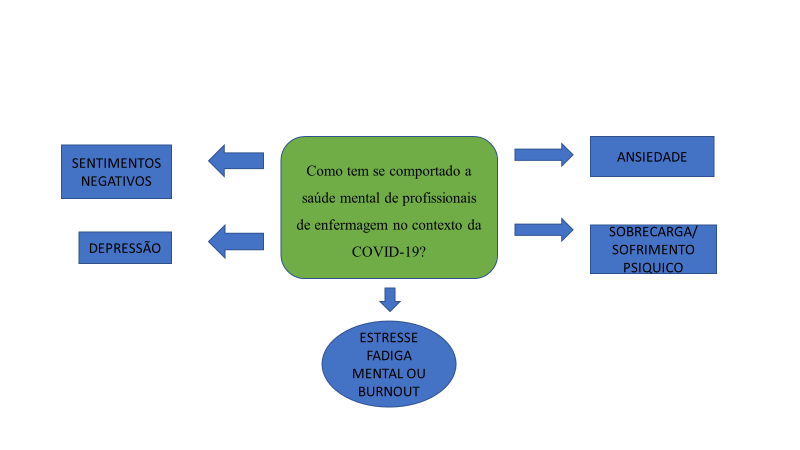 SENTIMENTOS
NEGATIVOS
DEPRESSÃO
Como tem se comportado a
saúde mental de profissionais
de enfermagem no contexto da
COVID-19?
ANSIEDADE
SOBRECARGA/
SOFRIMENTO
PSIQUICO
ESTRESSE
FADIGA
MENTAL OU
BURNOUT